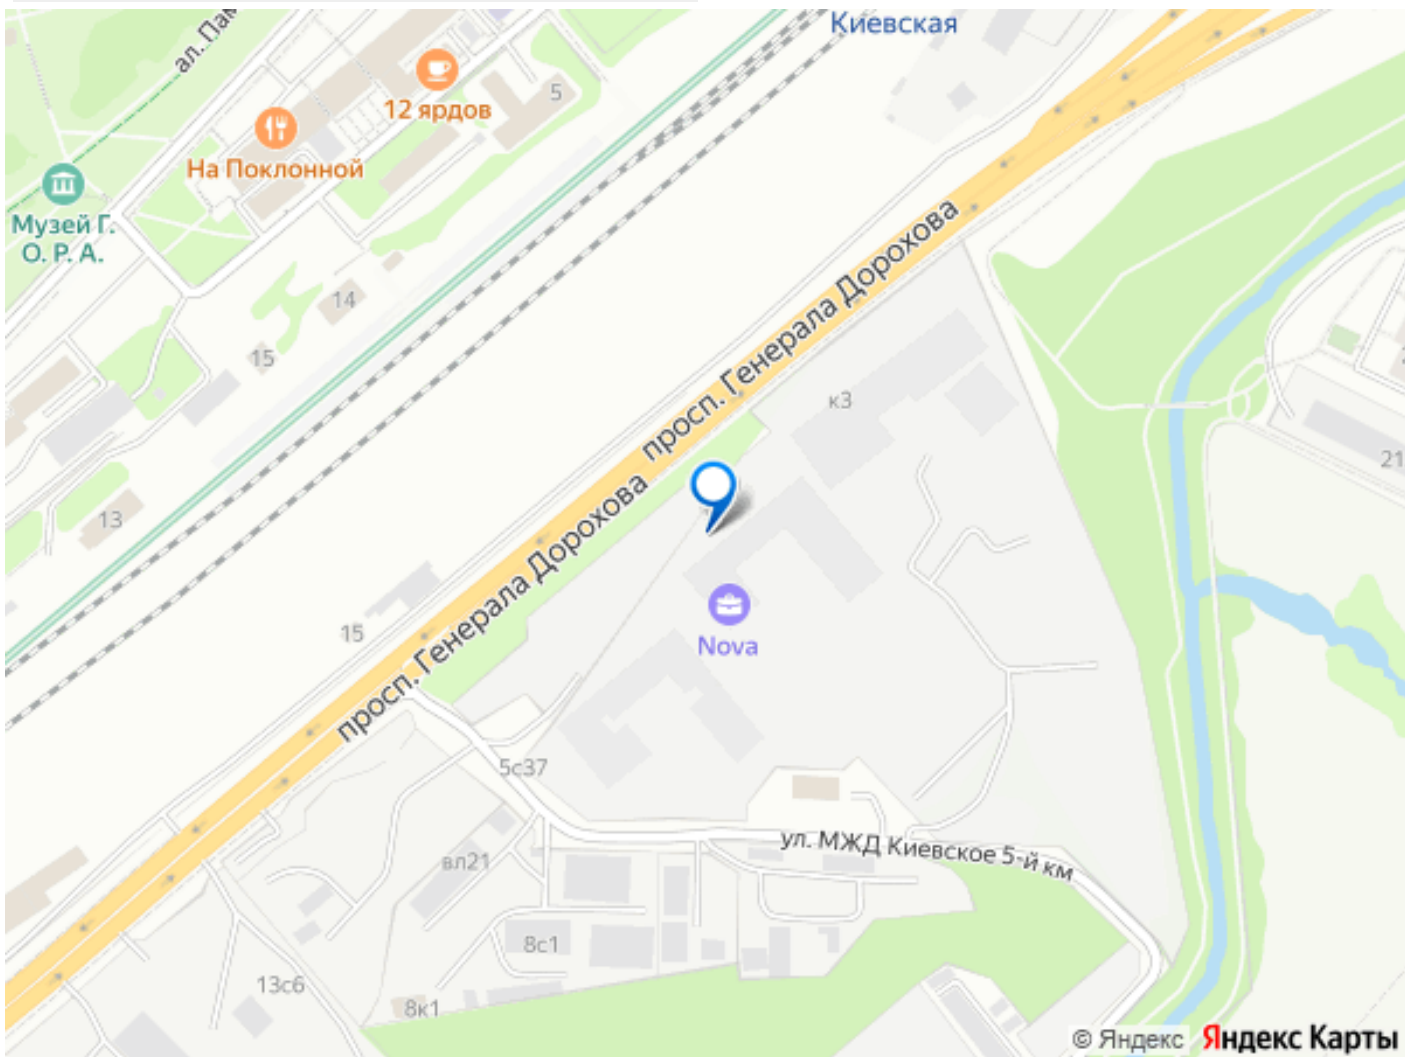 Киевская
ал. Пам
12 ярдов
5
На Поклонной
Музей Г.
О. Р. А.
14
15
просп. Генерала Дорохова
к3
21
13
просп. Генерала Дорохова
15
Nova
5с37
ул. МЖД Киевское 5-й км
вл21
8с1
13с6
8к1
© Яндекс Яндекс Карты